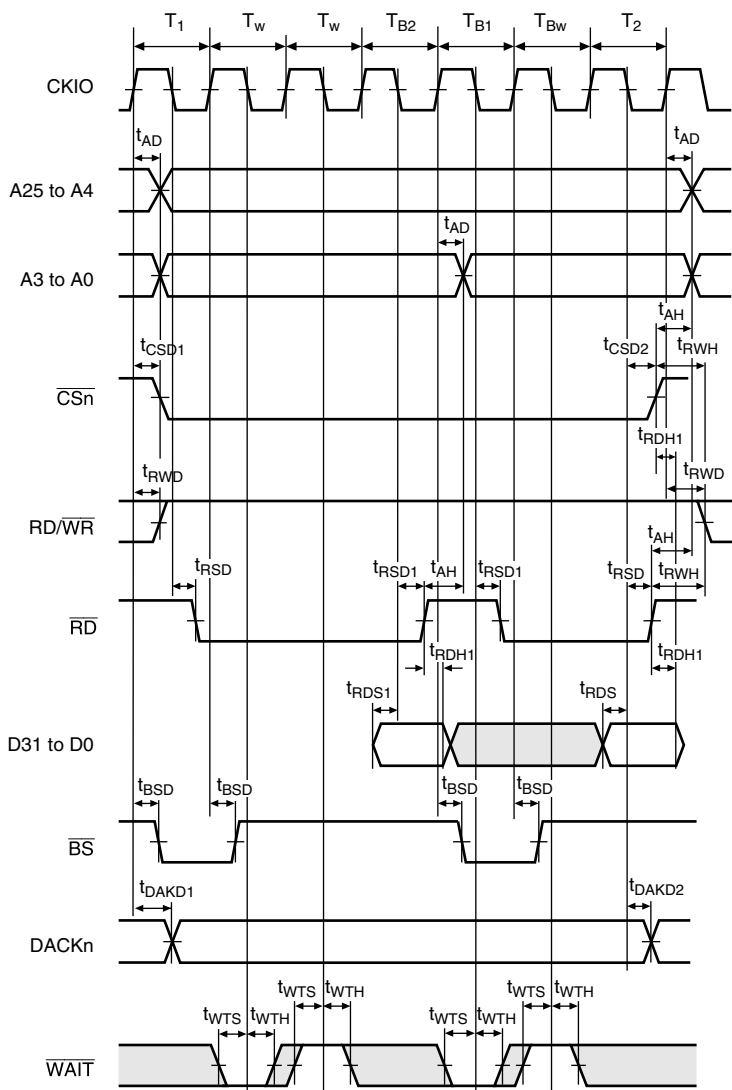 T1 Tw Tw TB2 TB1 TBw T2
CKIO
tAD tAD
A25 to A4
tAD
A3 to A0
tAH
tCSD1 tCSD2 tRWH
CSn
tRDH1
tRWD tRWD
RD/WR
tAH
tRSD tRSD1 tAH tRSD1 tRSD tRWH
RD
tRDH1 tRDH1
tRDS1 tRDS
D31 to D0
tBSD tBSD tBSD tBSD
BS
tDAKD1 tDAKD2
DACKn
tWTS tWTH tWTS tWTH
tWTS tWTH tWTS tWTH
WAIT